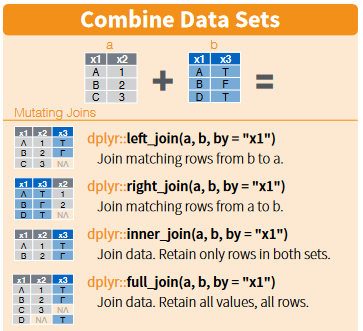 Combine Data Sets
a b
x1 x2 x1 x3
A 1 A T
B 2 B F
C 3 D T
+ =
Mutating Joins
x1 x2 x3
A 1 T
B 2 F
C 3 NA
dplyr::left_join(a, b, by = "x1")
Join matching rows from b to a.
x1 x3 x2
A T 1
B F 2
D T NA
dplyr::right_join(a, b, by = "x1")
Join matching rows from a to b.
x1 x2 x3
A 1 T
B 2 F
dplyr::inner_join(a, b, by = "x1")
Join data. Retain only rows in both sets.
x1 x2 x3
A 1 T
B 2 F
C 3 NA
D NA T
dplyr::full_join(a, b, by = "x1")
Join data. Retain all values, all rows.